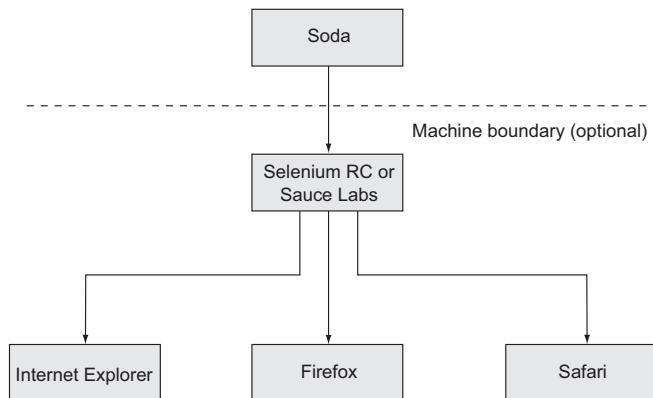 Soda
Machine boundary (optional)
Selenium RC or
Sauce Labs
Internet Explorer
Firefox
Safari